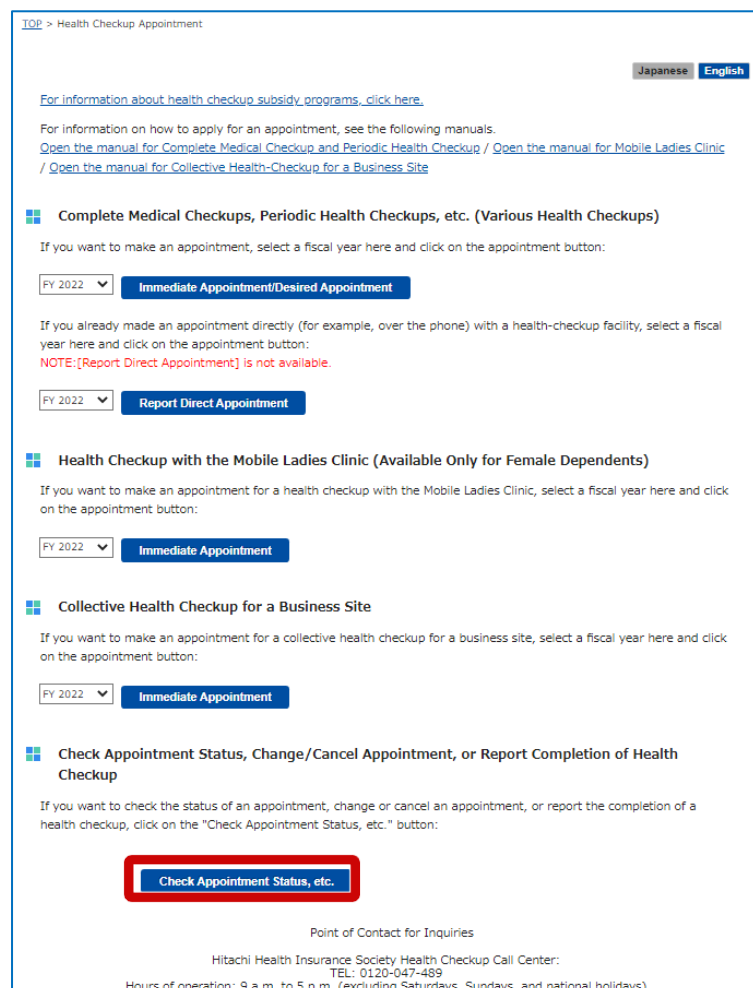 TOP > Health Checkup Appointment
Japanese English
For information about health checkup subsidy programs, click here.
For information on how to apply for an appointment, see the following manuals.
Open the manual for Complete Medical Checkup and Periodic Health Checkup / Open the manual for Mobile Ladies Clinic
/ Open the manual for Collective Health-Checkup for a Business Site
Complete Medical Checkups, Periodic Health Checkups, etc. (Various Health Checkups)
If you want to make an appointment, select a fiscal year here and click on the appointment button:
FY 2022 Immediate Appointment/Desired Appointment
If you already made an appointment directly (for example, over the phone) with a health-checkup facility, select a fiscal
year here and click on the appointment button:
NOTE:[Report Direct Appointment] is not available.
FY 2022 Report Direct Appointment
Health Checkup with the Mobile Ladies Clinic (Available Only for Female Dependents)
If you want to make an appointment for a health checkup with the Mobile Ladies Clinic, select a fiscal year here and click
on the appointment button:
FY 2022 Immediate Appointment
Collective Health Checkup for a Business Site
If you want to make an appointment for a collective health checkup for a business site, select a fiscal year here and click
on the appointment button:
FY 2022 Immediate Appointment
Check Appointment Status, Change/Cancel Appointment, or Report Completion of Health
Checkup
If you want to check the status of an appointment, change or cancel an appointment, or report the completion of a
health checkup, click on the "Check Appointment Status, etc." button:
Check Appointment Status, etc.
Point of Contact for Inquiries
Hitachi Health Insurance Society Health Checkup Call Center:
TEL: 0120-047-489
Hours of operation: 9 a.m. to 5 p.m. (excluding Saturdays, Sundays, and national holidays)